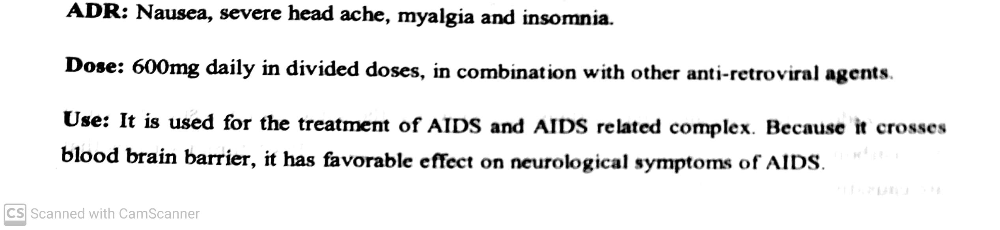 ADR: Nausea, severe head ache, myalgia and insomnia.
Dose: 600mg daily in divided doses, in combination with other anti-retroviral agents.
Use: It is used for the treatment of AIDS and AIDS related complex. Because it crosses
blood brain barrier, it has favorable effect on neurological symptoms of AIDS.
CS Scanned with CamScanner